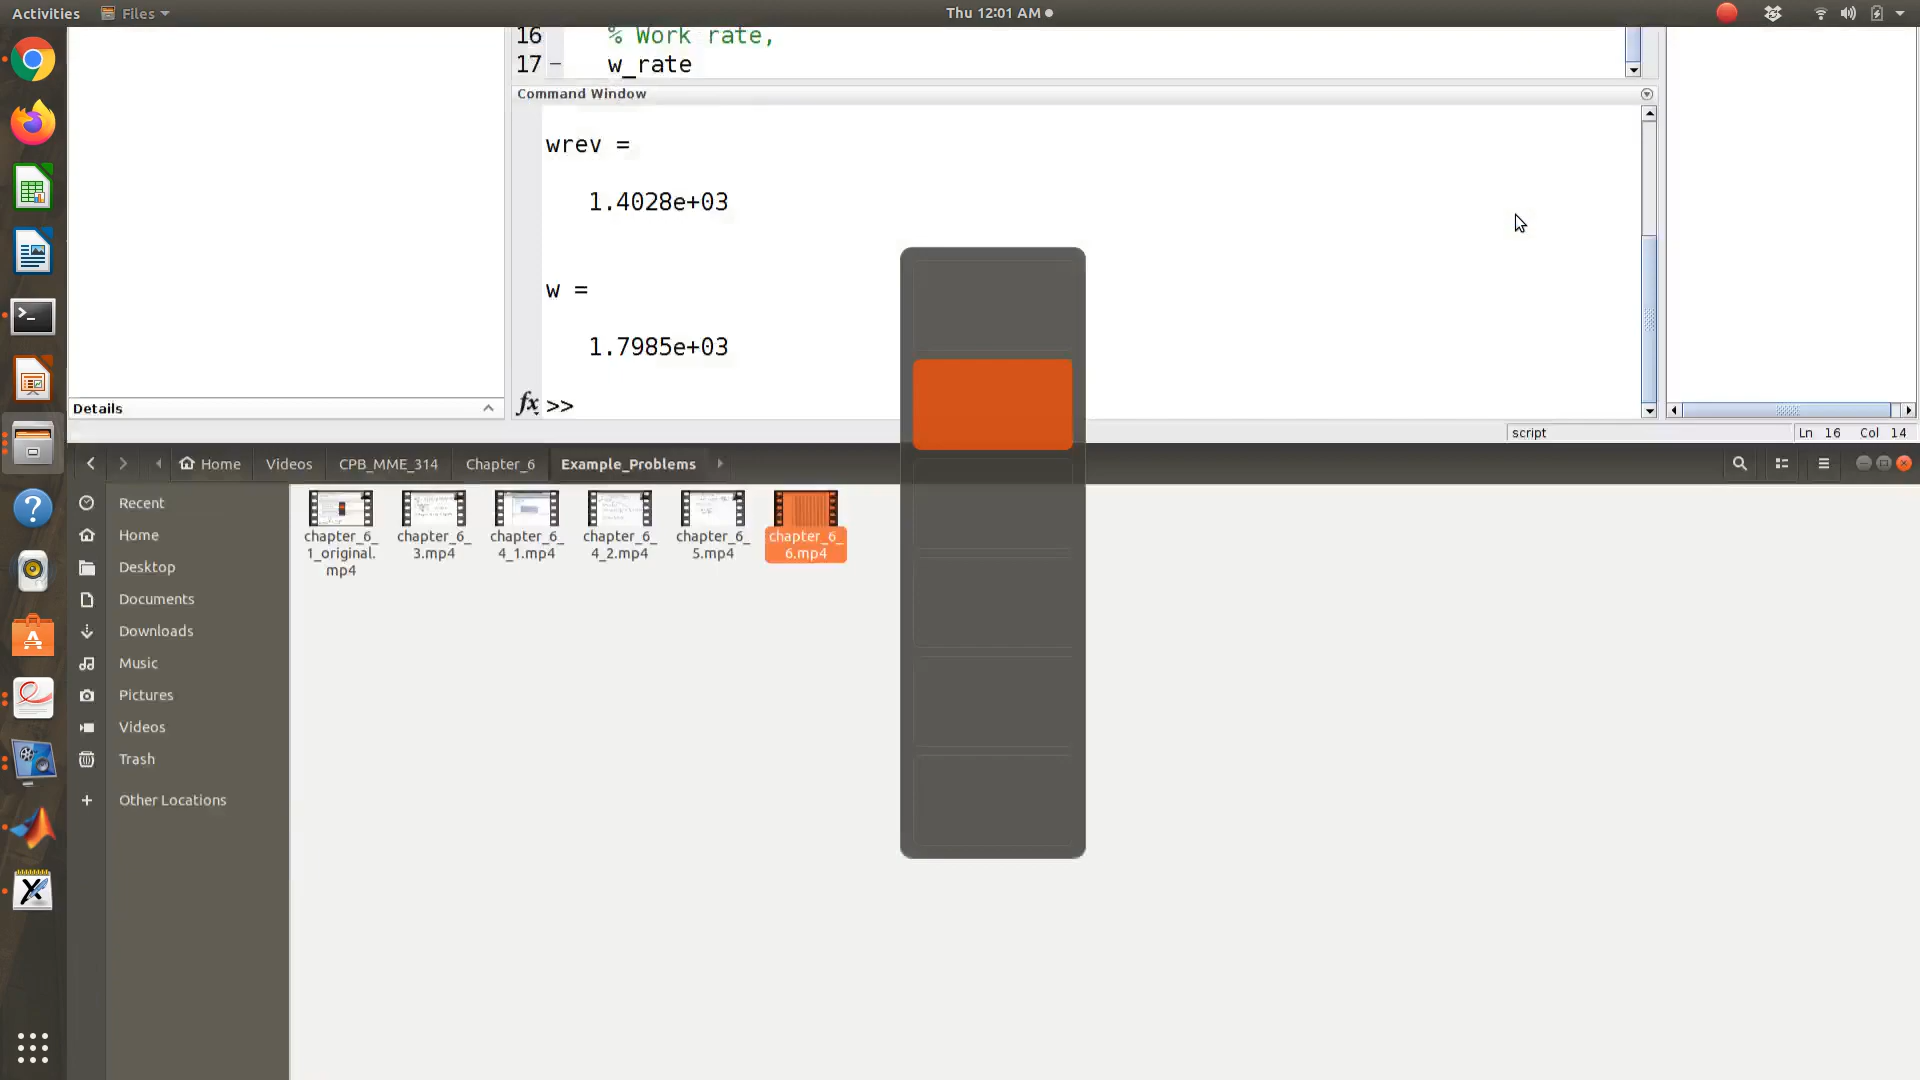 Activities
Files
Thu 12:01 AM
16 % Work rate,
17 w_rate
Command Window
wrev =
1.4028e+03
w =
1.7985e+03
fx >>
Details
script
Ln 16 Col 14
Home
Videos
CPB_MME_314
Chapter_6
Example_Problems
Recent
Home
Desktop
Documents
Downloads
Music
Pictures
Videos
Trash
Other Locations
chapter_6_
1_original.
mp4
chapter_6_
3.mp4
chapter_6_
4_1.mp4
chapter_6_
4_2.mp4
chapter_6_
5.mp4
chapter_6_
6.mp4